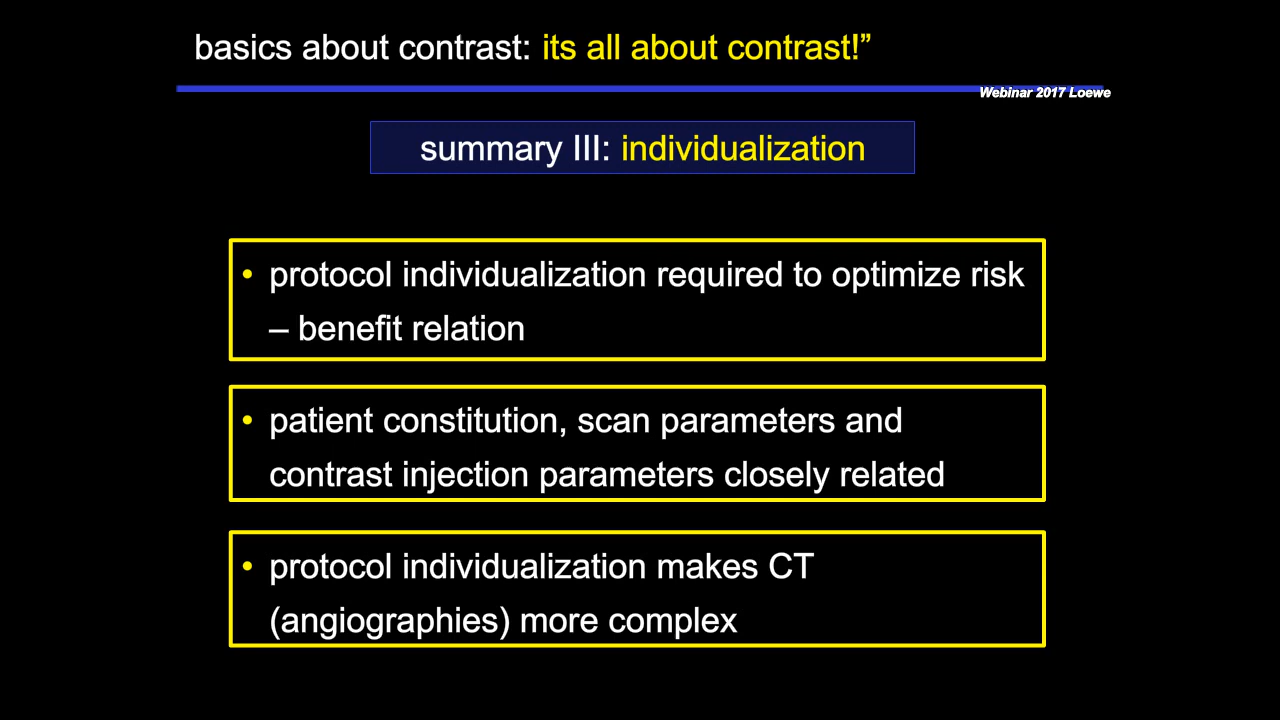 basics about contrast: its all about contrast!”
Webinar 2017 Loewe
summary III: individualization
• protocol individualization required to optimize risk
– benefit relation
• patient constitution, scan parameters and
contrast injection parameters closely related
• protocol individualization makes CT
(angiographies) more complex